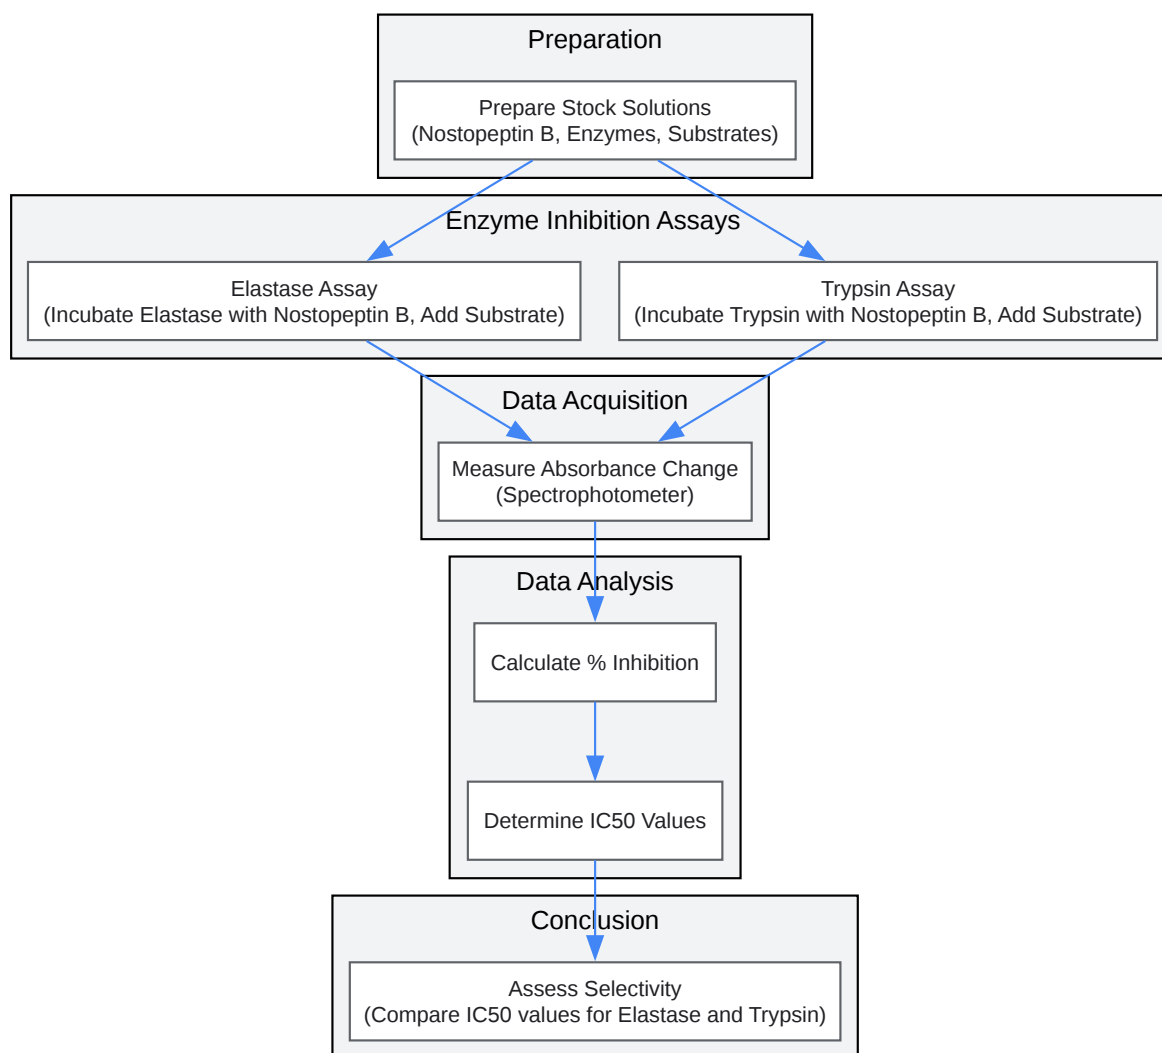 Preparation
Prepare Stock Solutions
(Nostopeptin B, Enzymes, Substrates)
Enzyme Inhibition Assays
Elastase Assay
(Incubate Elastase with Nostopeptin B, Add Substrate)
Trypsin Assay
(Incubate Trypsin with Nostopeptin B, Add Substrate)
Data Acquisition
Measure Absorbance Change
(Spectrophotometer)
Data Analysis
Calculate % Inhibition
Determine IC50 Values
Conclusion
Assess Selectivity
(Compare IC50 values for Elastase and Trypsin)